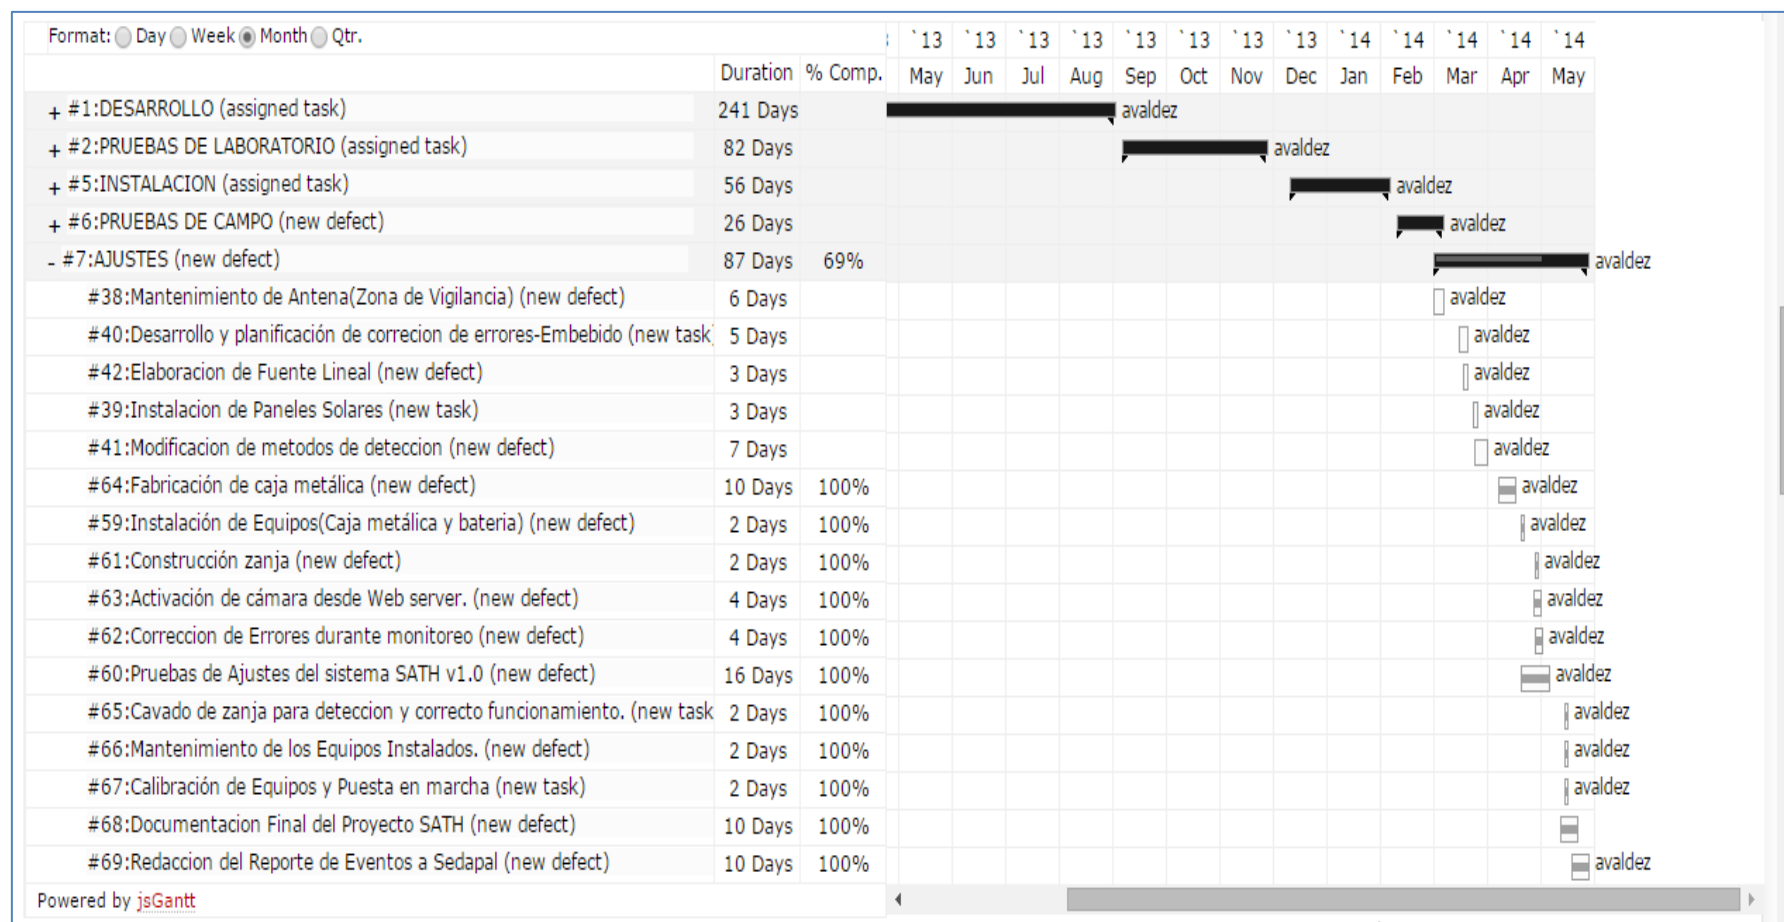 Format: Day Week Month Qtr.
`13 `13 `13 `13 `13 `13 `13 `13 `14 `14 `14 `14 `14
Duration % Comp. May Jun Jul Aug Sep Oct Nov Dec Jan Feb Mar Apr May
+ #1:DESARROLLO (assigned task) 241 Days avaldez
+ #2:PRUEBAS DE LABORATORIO (assigned task) 82 Days avaldez
+ #5:INSTALACION (assigned task) 56 Days avaldez
+ #6:PRUEBAS DE CAMPO (new defect) 26 Days avaldez
- #7:AJUSTES (new defect) 87 Days 69% avaldez
#38:Mantenimiento de Antena(Zona de Vigilancia) (new defect) 6 Days avaldez
#40:Desarrollo y planificación de correcion de errores-Embebido (new task 5 Days avaldez
#42:Elaboracion de Fuente Lineal (new defect) 3 Days avaldez
#39:Instalacion de Paneles Solares (new task) 3 Days avaldez
#41:Modificacion de metodos de deteccion (new defect) 7 Days avaldez
#64:Fabricación de caja metálica (new defect) 10 Days 100% avaldez
#59:Instalación de Equipos(Caja metálica y bateria) (new defect) 2 Days 100% avaldez
#61:Construcción zanja (new defect) 2 Days 100% avaldez
#63:Activación de cámara desde Web server. (new defect) 4 Days 100% avaldez
#62:Correccion de Errores durante monitoreo (new defect) 4 Days 100% avaldez
#60:Pruebas de Ajustes del sistema SATH v1.0 (new defect) 16 Days 100% avaldez
#65:Cavado de zanja para deteccion y correcto funcionamiento. (new task 2 Days 100% avaldez
#66:Mantenimiento de los Equipos Instalados. (new defect) 2 Days 100% avaldez
#67:Calibración de Equipos y Puesta en marcha (new task) 2 Days 100% avaldez
#68:Documentacion Final del Proyecto SATH (new defect) 10 Days 100%
#69:Redaccion del Reporte de Eventos a Sedapal (new defect) 10 Days 100% avaldez
Powered by jsGantt